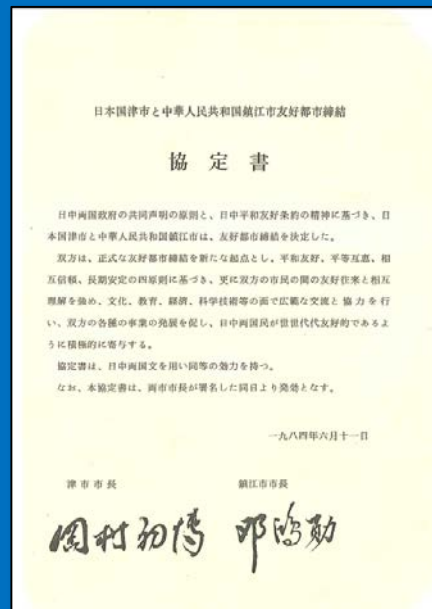 日本国津市と中華人民共和国鎮江市友好都市締結
協定書
日中両国政府の共同声明の原則と、日中平和友好条約の精神に基づき、日
本国津市と中華人民共和国鎮江市は、友好都市締結を決定した。
双方は、正式な友好都市締結を新たな起点とし、平和友好、平等互恵、相
互信頼、長期安定の四原則に基づき、更に双方の市民の間の友好往来と相互
理解を強め、文化、教育、経済、科学技術等の面で広範な交流と協力を行
い、双方の各種の事業の発展を促し、日中両国民が世世代代友好的であるよ
うに積極的に寄与する。
協定書は、日中両国文を用い同等の効力を持つ。
なお、本協定書は、両市市長が署名した同日より発効となす。
一九八四年六月十一日
津市市長
鎮江市市長
岡村初博
邓鸿勋